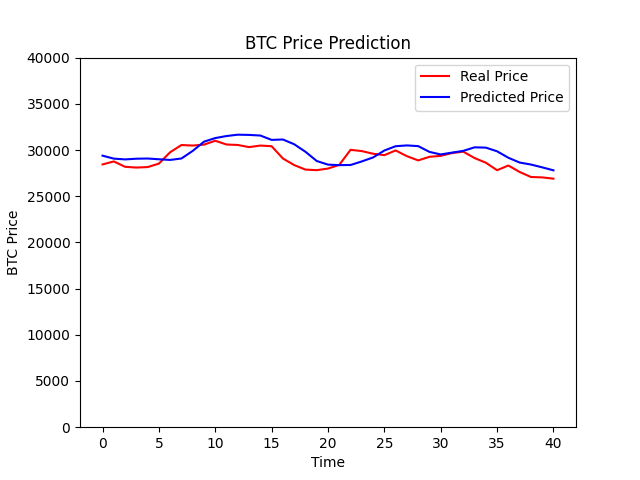 BTC Price Prediction
Real Price
Predicted Price
BTC Price
40000
35000
30000
25000
20000
15000
10000
5000
0
0 5 10 15 20 25 30 35 40
Time